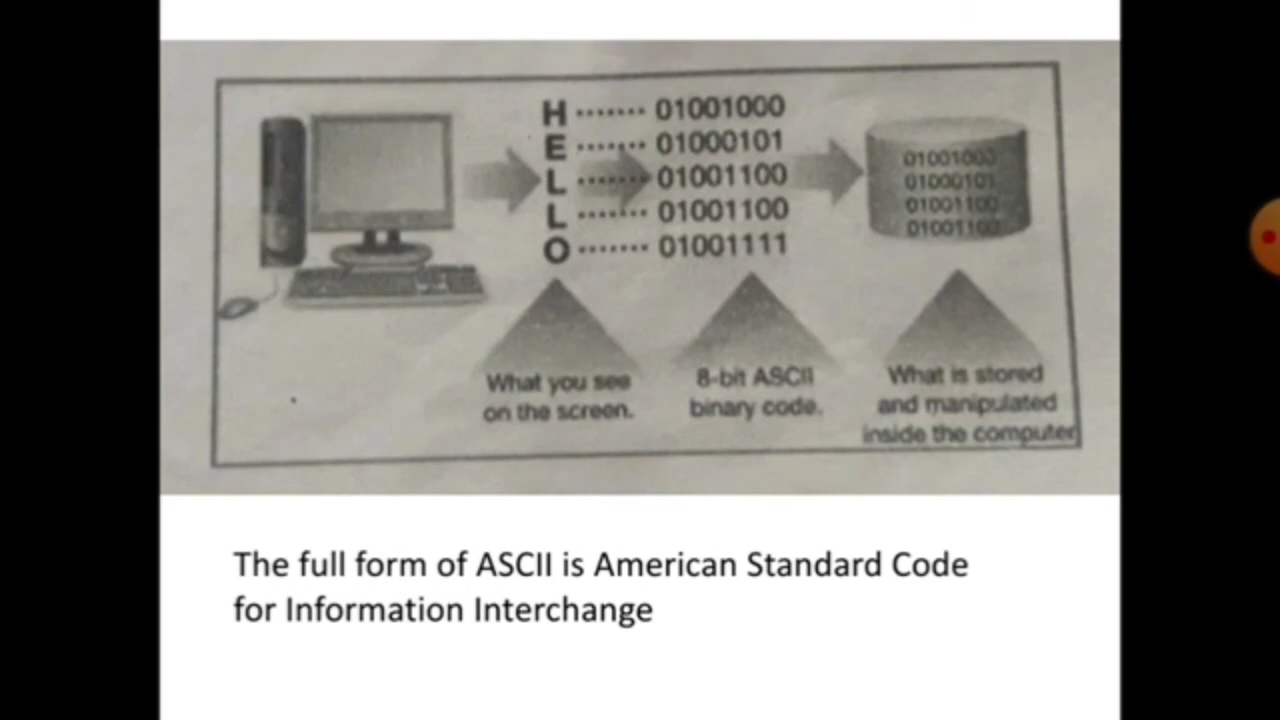 H ······· 01001000
E ······· 01000101
L ······· 01001100
L ······· 01001100
O ······· 01001111
01001000
01000101
01001100
01001100
What you see
on the screen.
8-bit ASCII
binary code.
What is stored
and manipulated
inside the computer
The full form of ASCII is American Standard Code
for Information Interchange